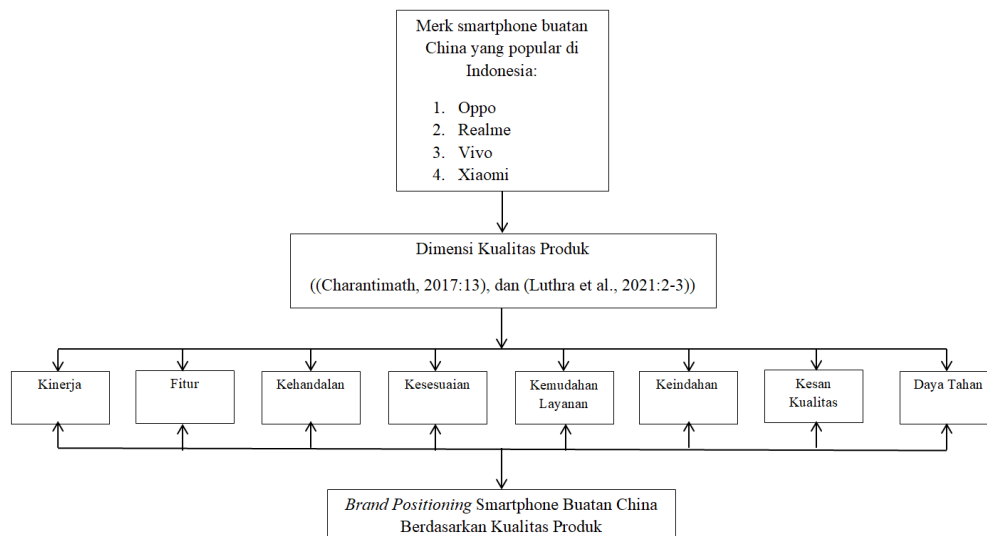 Merk smartphone buatan
China yang popular di
Indonesia:
1. Oppo
2. Realme
3. Vivo
4. Xiaomi
Dimensi Kualitas Produk
((Charantimath, 2017:13), dan (Luthra et al., 2021:2-3))
Kinerja
Fitur
Kehandalan
Kesesuaian
Kemudahan
Layanan
Keindahan
Kesan
Kualitas
Daya Tahan
Brand Positioning Smartphone Buatan China
Berdasarkan Kualitas Produk